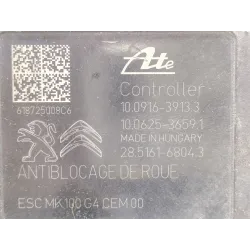 Ate
Controller
10.0916-3913.3
618725008C6
10.0625-3659.1
MADE IN HUNGARY
28.5161-6804.3
ANTIBLOCAGE DE ROUE
ESC MK100 G4 CEM 00